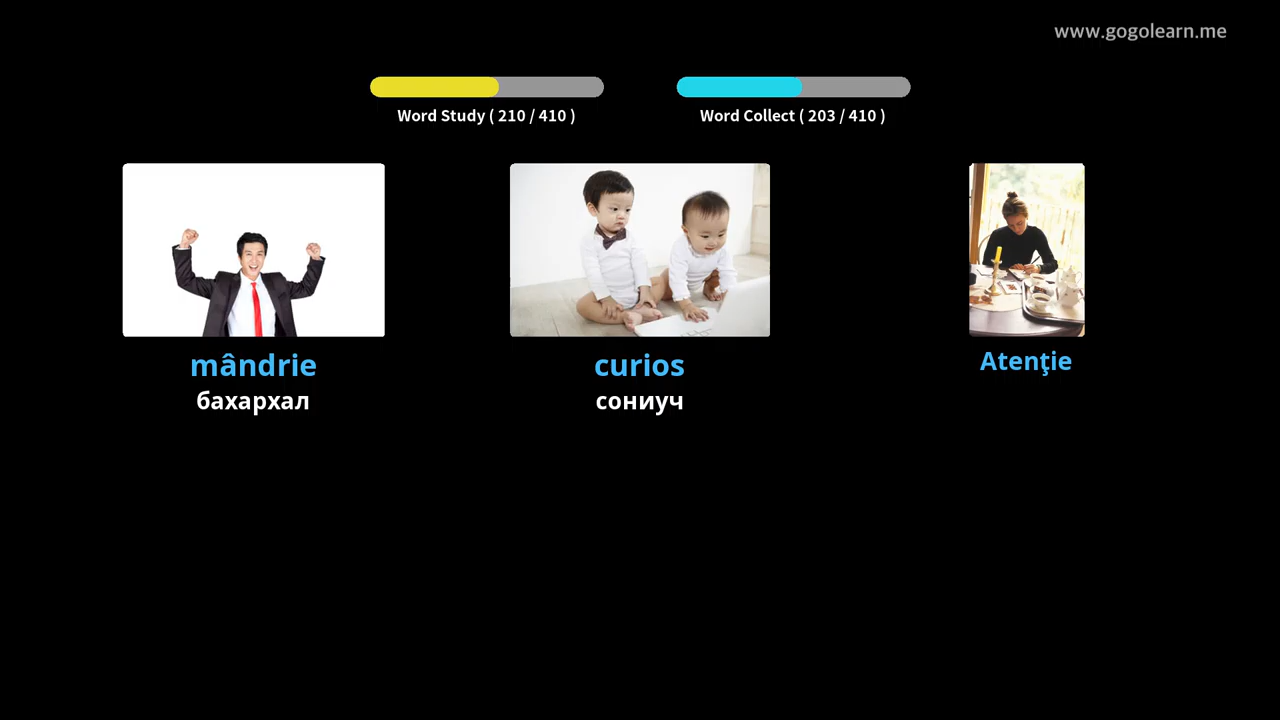 www.gogolearn.me
Word Study ( 210 / 410 )
Word Collect ( 203 / 410 )
mândrie
бахархал
curios
сониуч
Atenţie